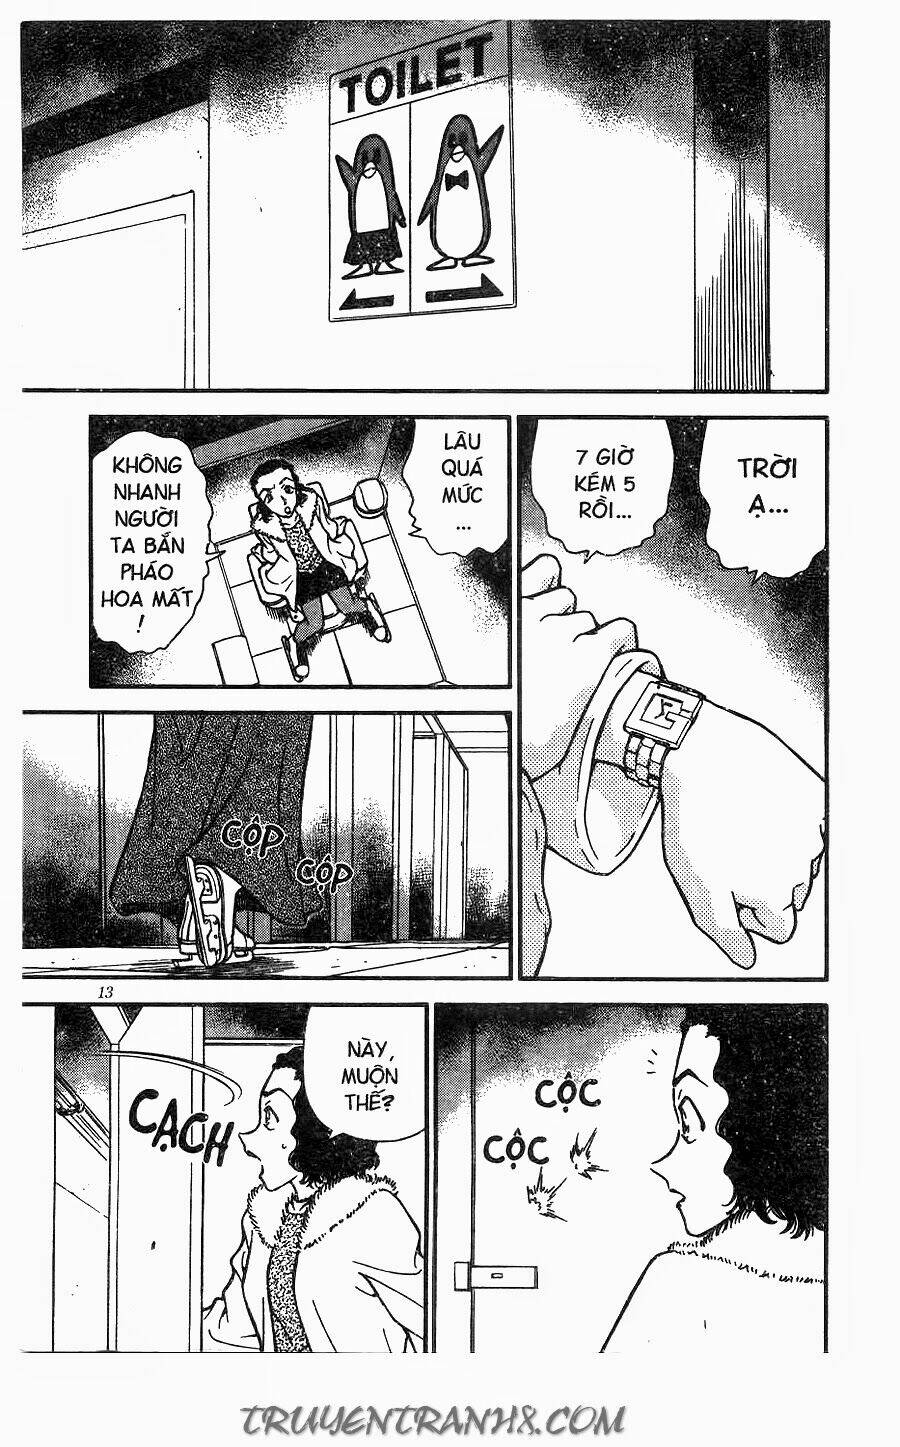 TOILET
TRỜI
Ạ...
7 GIỜ
KÉM 5
RỒI...
LÂU
QUÁ
MỨC
...
KHÔNG
NHANH
NGƯỜI
TA BẮN
PHÁO
HOA MẤT
!
CỘP
CỘP
13
CỘC
CỘC
NÀY,
MUỘN
THẾ?
CẠCH
TRUYENTRANH8.COM